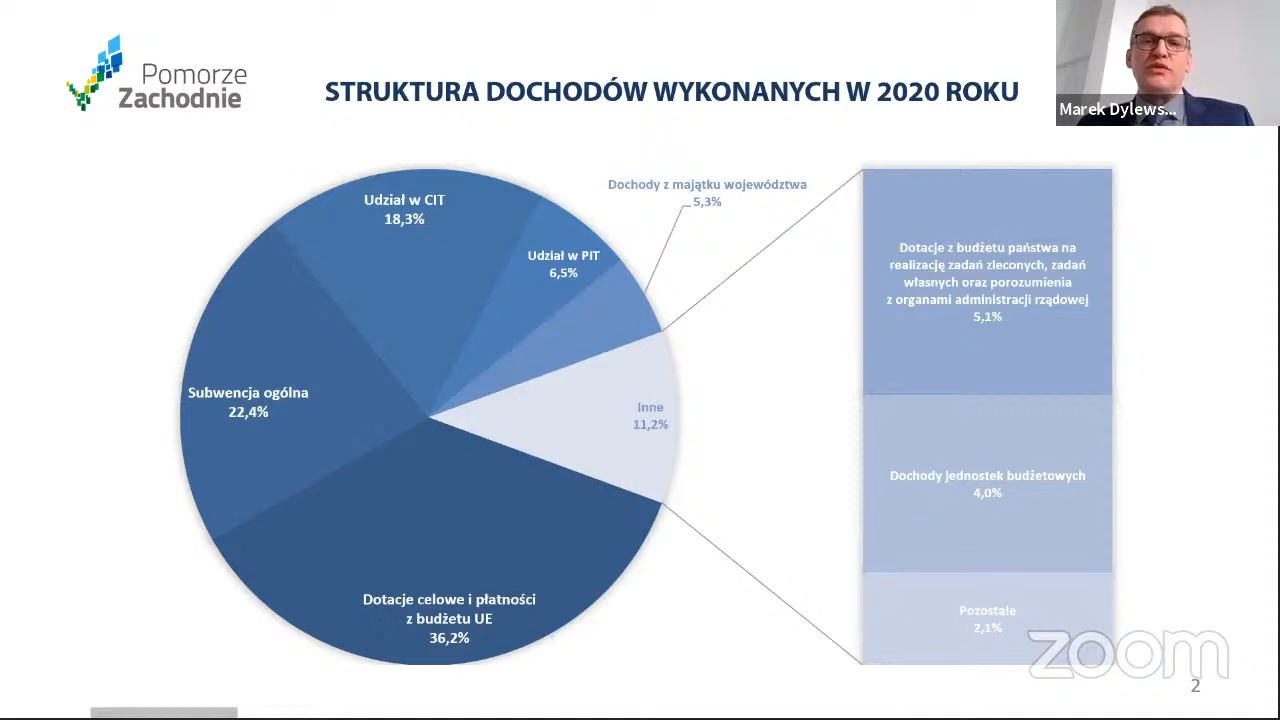 Pomorze
Zachodnie
STRUKTURA DOCHODÓW WYKONANYCH W 2020 ROKU
Marek Dylews...
Udział w CIT
18,3%
Udział w PIT
6,5%
Dochody z majątku województwa
5,3%
Subwencja ogólna
22,4%
Inne
11,2%
Dotacje celowe i płatności
z budżetu UE
36,2%
Dotacje z budżetu państwa na
realizację zadań zleconych, zadań
własnych oraz porozumienia
z organami administracji rządowej
5,1%
Dochody jednostek budżetowych
4,0%
Pozostałe
2,1%
zoom
2